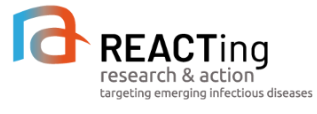 REACTing
research & action
targeting emerging infectious diseases